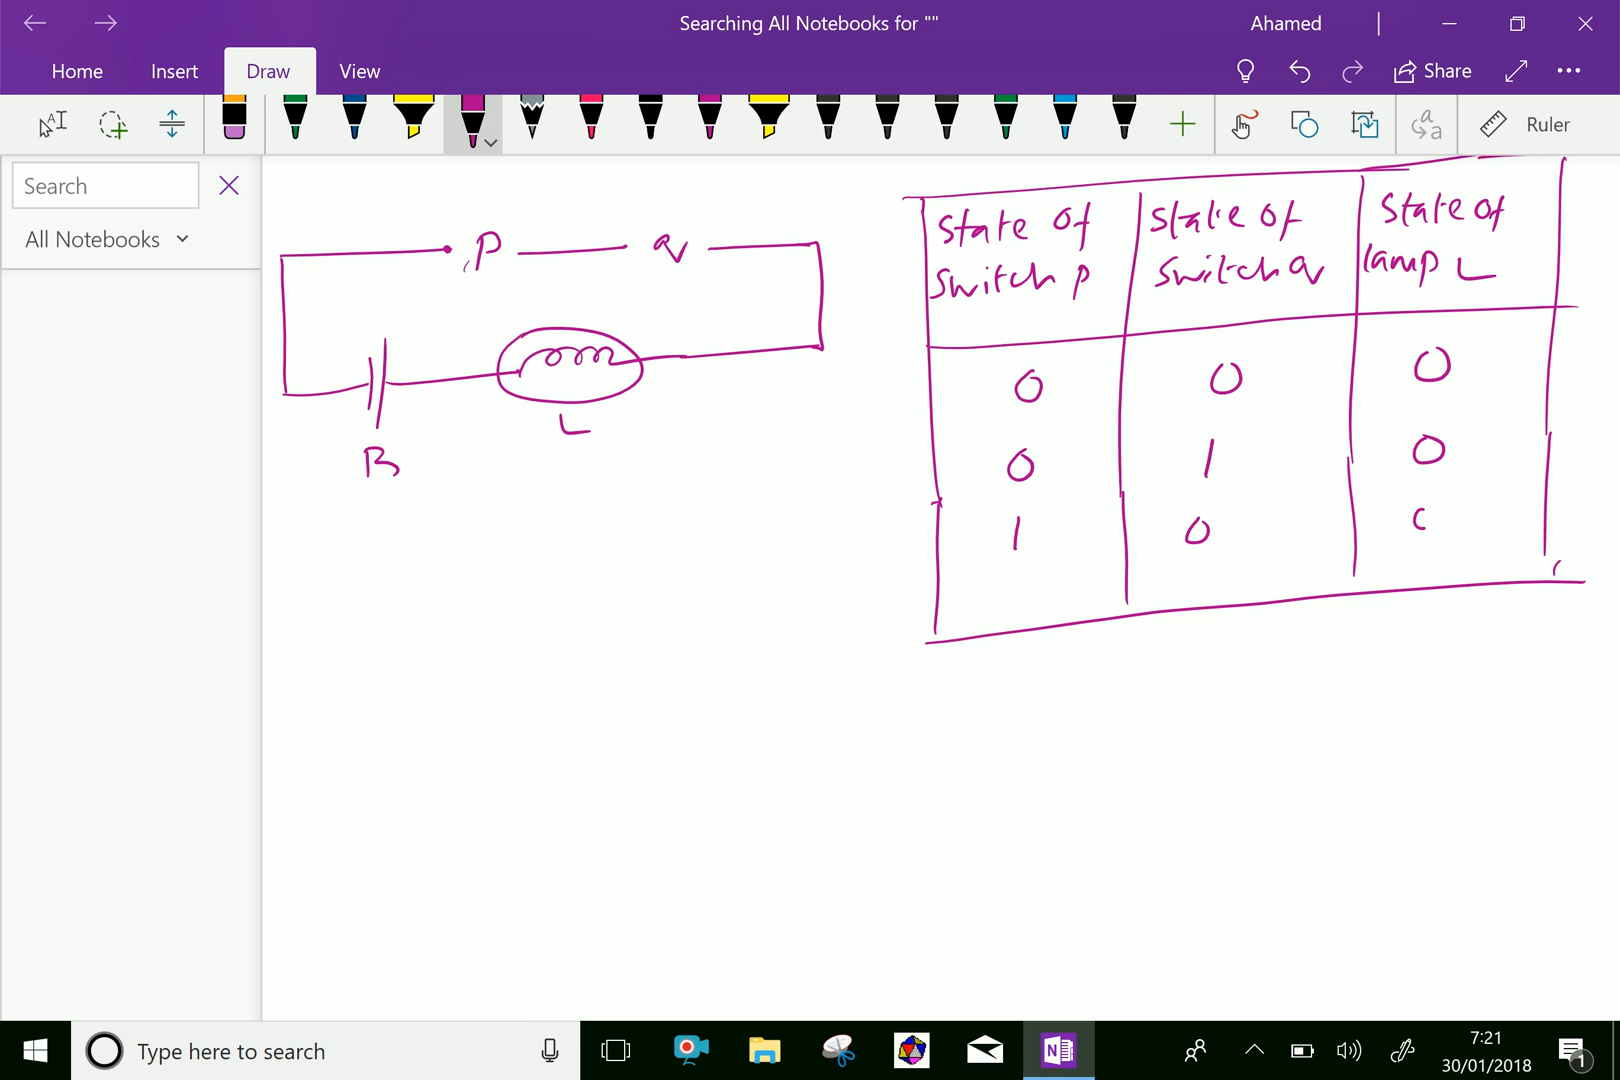 Searching All Notebooks for ""
Ahamed
Home
Insert
Draw
View
Share
Ruler
Search
All Notebooks
P
q
B
L
State of
Switch p
State of
Switch q
State of
lamp L
0 0 0
0 1 0
1 0
Type here to search
7:21
30/01/2018
1